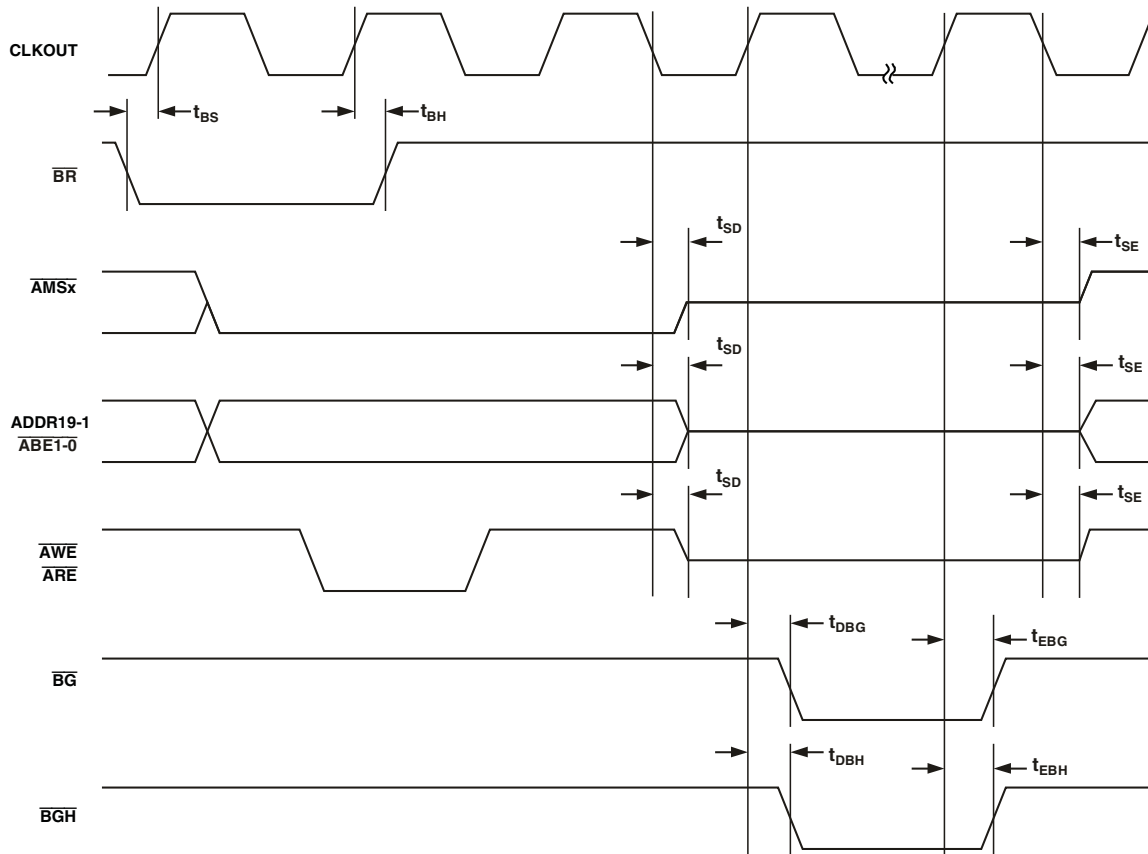 CLKOUT
tBS
tBH
BR
tSD
tSE
AMSx
tSD
tSE
ADDR19-1
ABE1-0
tSD
tSE
AWE
ARE
tDBG
tEBG
BG
tDBH
tEBH
BGH